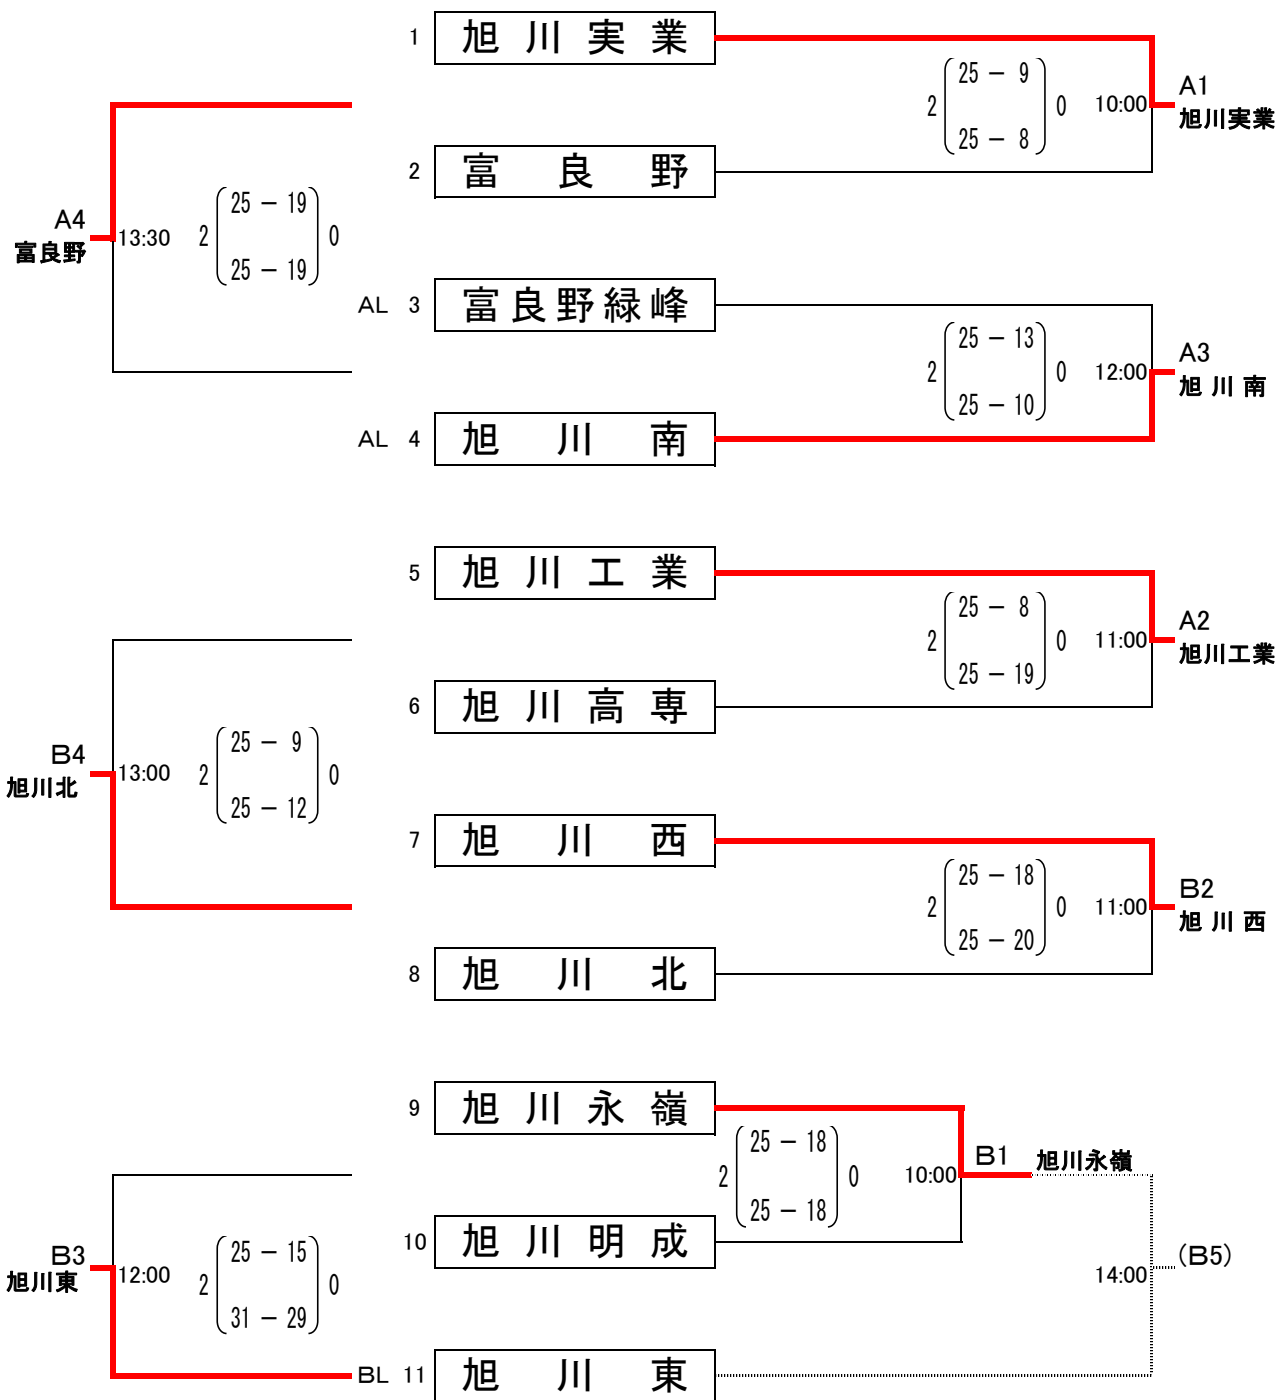 1 旭川実業
25 － 9
2 0 10:00
25 － 8
A1
旭川実業
2 富良野
A4
富良野
13:30
25 － 19
2 0
25 － 19
AL 3 富良野緑峰
25 － 13
2 0 12:00
25 － 10
A3
旭川南
AL 4 旭川南
5 旭川工業
25 － 8
2 0 11:00
25 － 19
A2
旭川工業
6 旭川高専
B4
旭川北
13:00
25 － 9
2 0
25 － 12
7 旭川西
25 － 18
2 0 11:00
25 － 20
B2
旭川西
8 旭川北
9 旭川永嶺
25 － 18
2 0 10:00
25 － 18
B1 旭川永嶺
10 旭川明成
B3
旭川東
12:00
25 － 15
2 0
31 － 29
14:00 (B5)
BL 11 旭川東